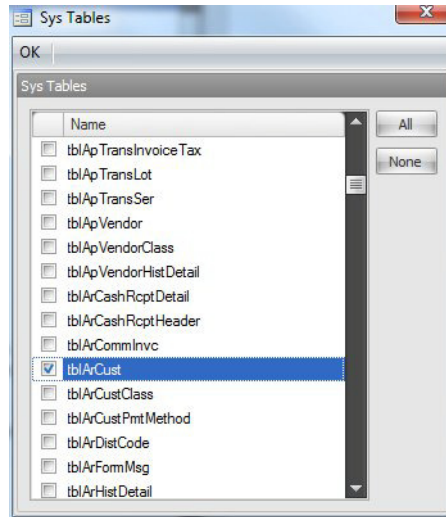 Sys Tables
OK
Sys Tables
Name
All
None
tblApTransInvoiceTax
tblApTransLot
tblApTransSer
tblApVendor
tblApVendorClass
tblApVendorHistDetail
tblArCashRcptDetail
tblArCashRcptHeader
tblArCommInvc
tblArCust
tblArCustClass
tblArCustPmtMethod
tblArDistCode
tblArFormMsg
tblArHistDetail